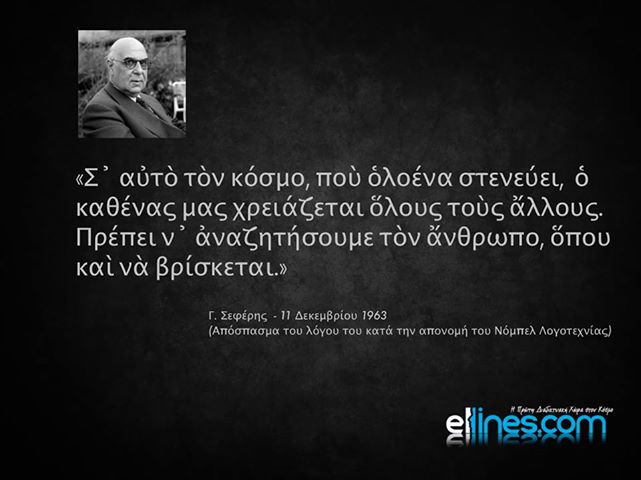 «Σ᾿ αὐτὸ τὸν κόσμο, ποὺ ὁλοένα στενεύει, ὁ
καθένας μας χρειάζεται ὅλους τοὺς ἄλλους.
Πρέπει ν᾿ ἀναζητήσουμε τὸν ἄνθρωπο, ὅπου
καὶ νὰ βρίσκεται.»
Γ. Σεφέρης - 11 Δεκεμβρίου 1963
(Απόσπασμα του λόγου του κατά την απονομή του Νόμπελ Λογοτεχνίας)
Η Πρώτη Διαδικτυακή Χώρα στον Κόσμο
ellines.com